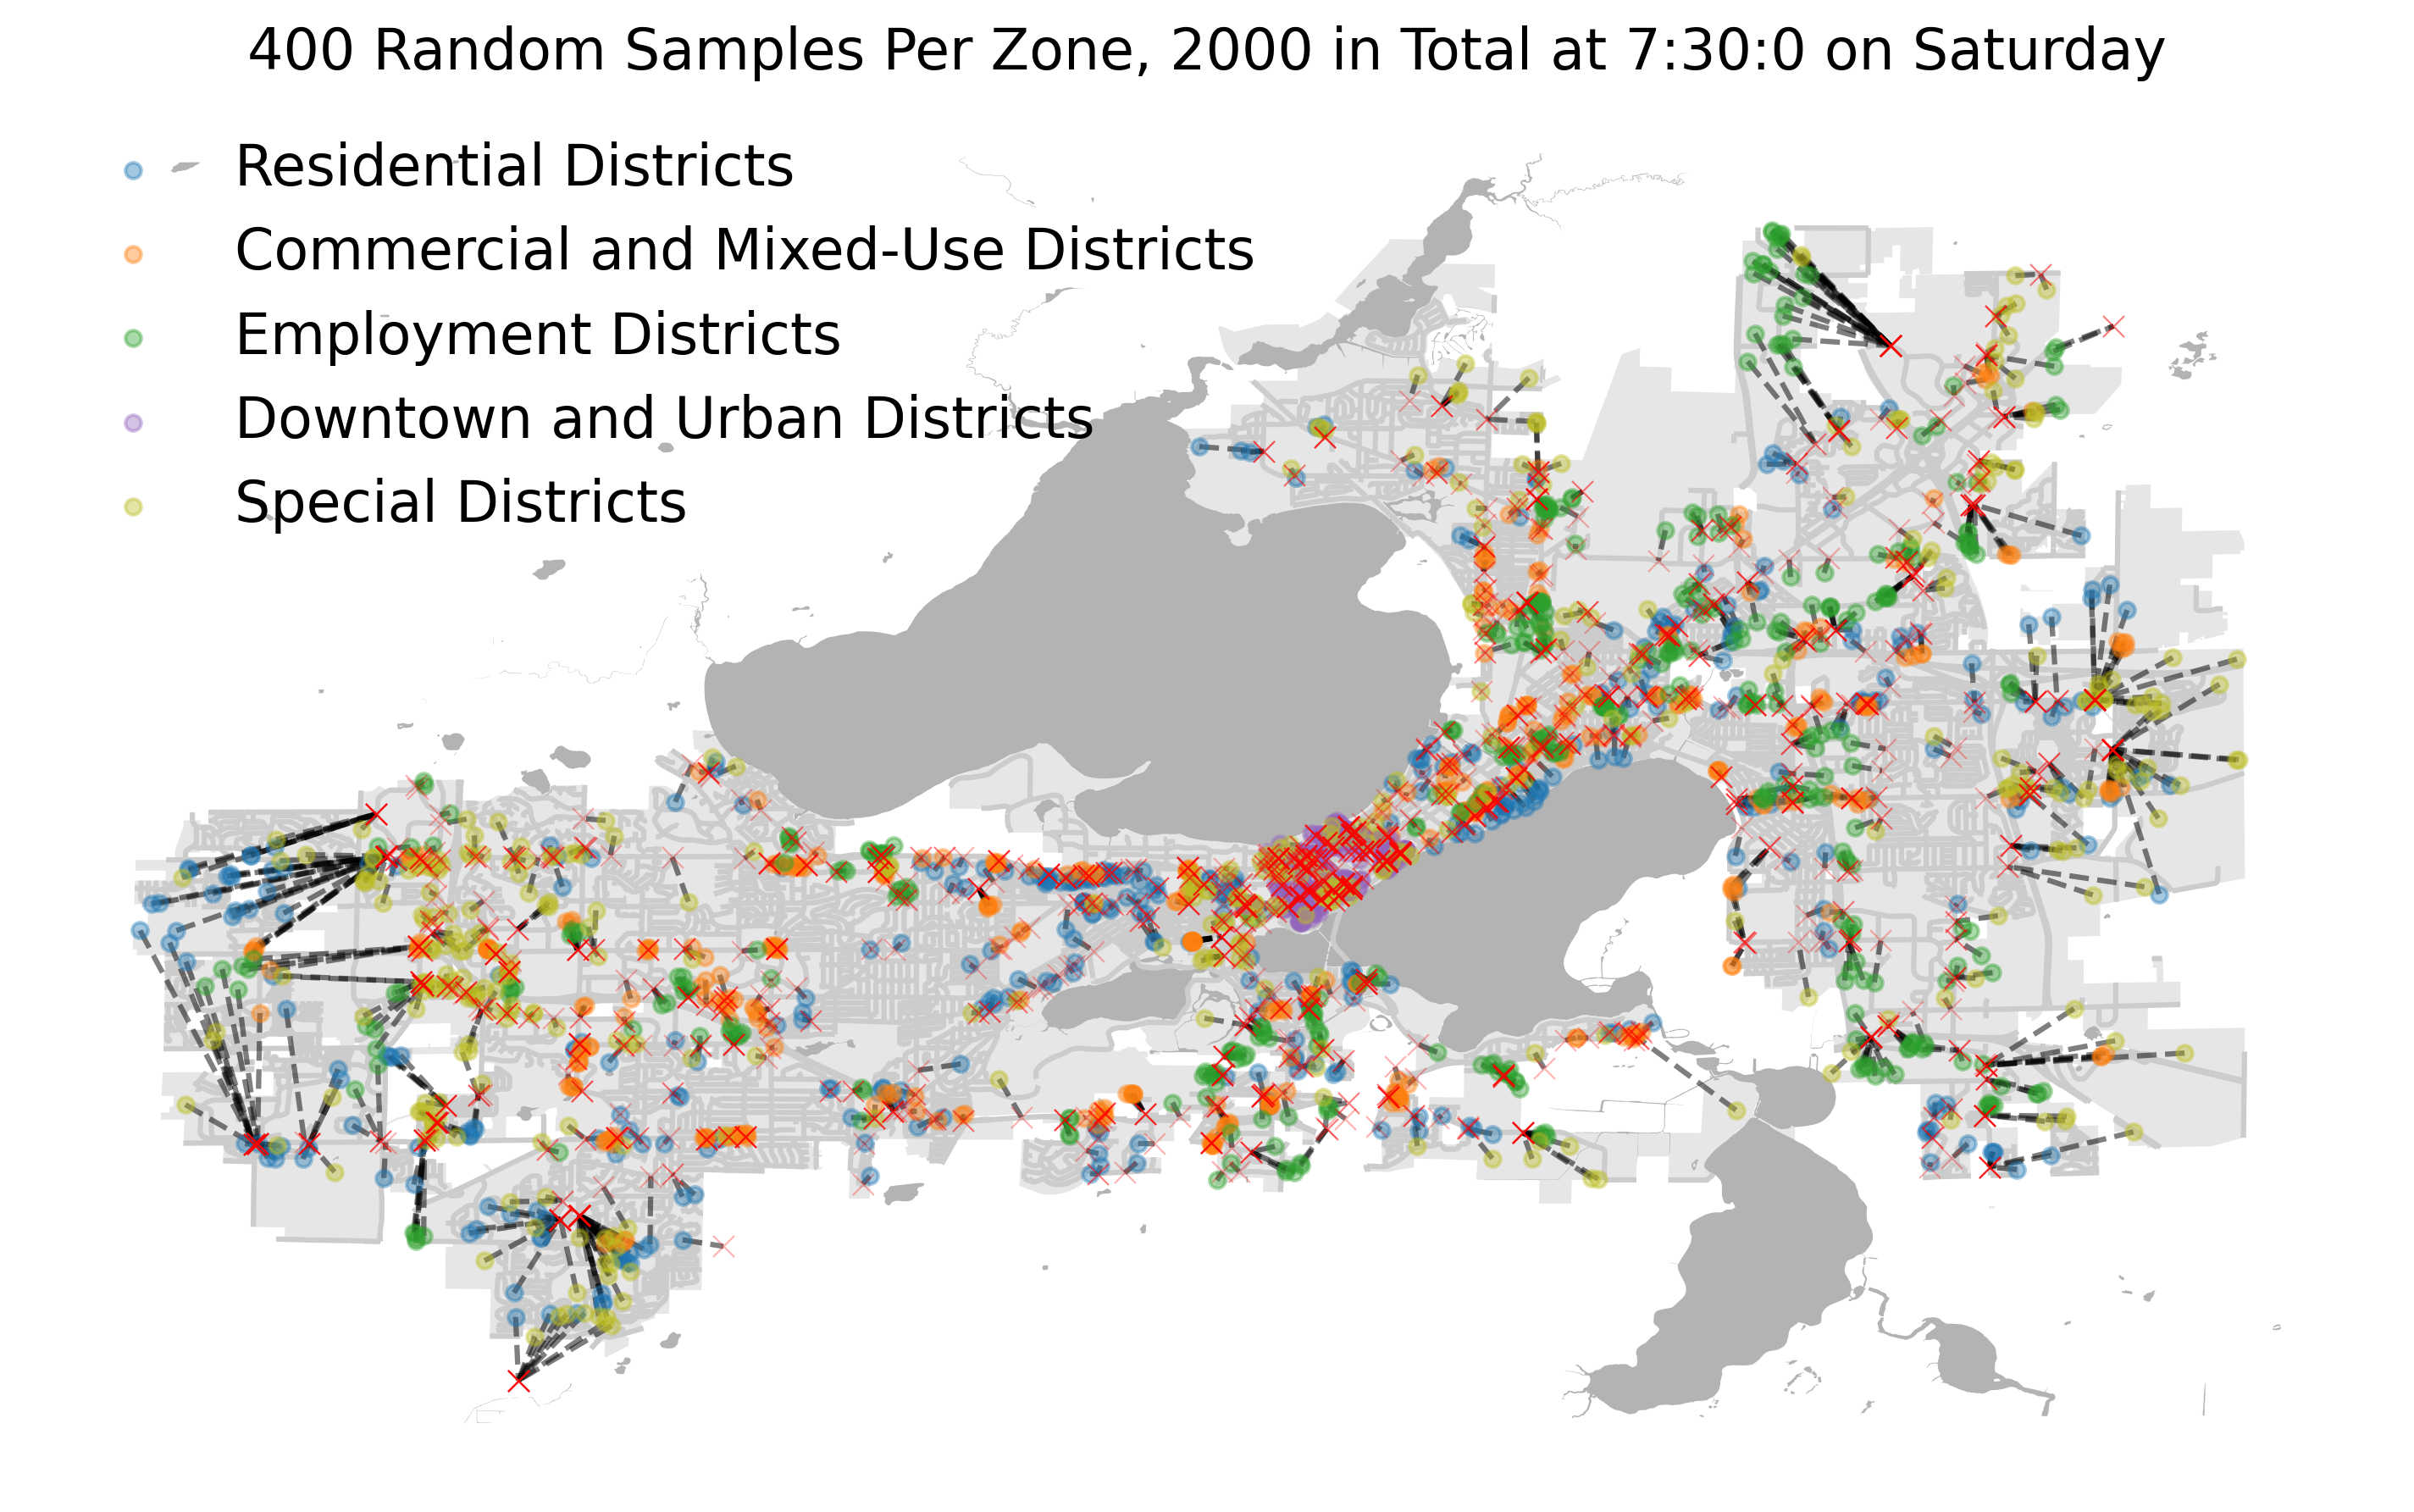 400 Random Samples Per Zone, 2000 in Total at 7:30:0 on Saturday
Residential Districts
Commercial and Mixed-Use Districts
Employment Districts
Downtown and Urban Districts
Special Districts